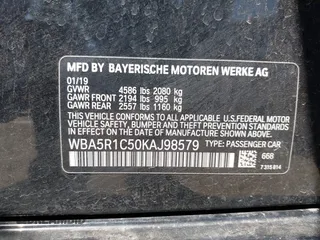 MFD BY BAYERISCHE MOTOREN WERKE AG
01/19
GVWR 4586 lbs 2080 kg
GAWR FRONT 2194 lbs 995 kg
GAWR REAR 2557 lbs 1160 kg
THIS VEHICLE CONFORMS TO ALL APPLICABLE U.S.FEDERAL MOTOR
VEHICLE SAFETY, BUMPER AND THEFT PREVENTION STANDARDS IN
EFFECT ON THE DATE OF MANUFACTURE SHOWN ABOVE.
WBA5R1C50KAJ98579 TYPE: PASSENGER CAR
668
7315814